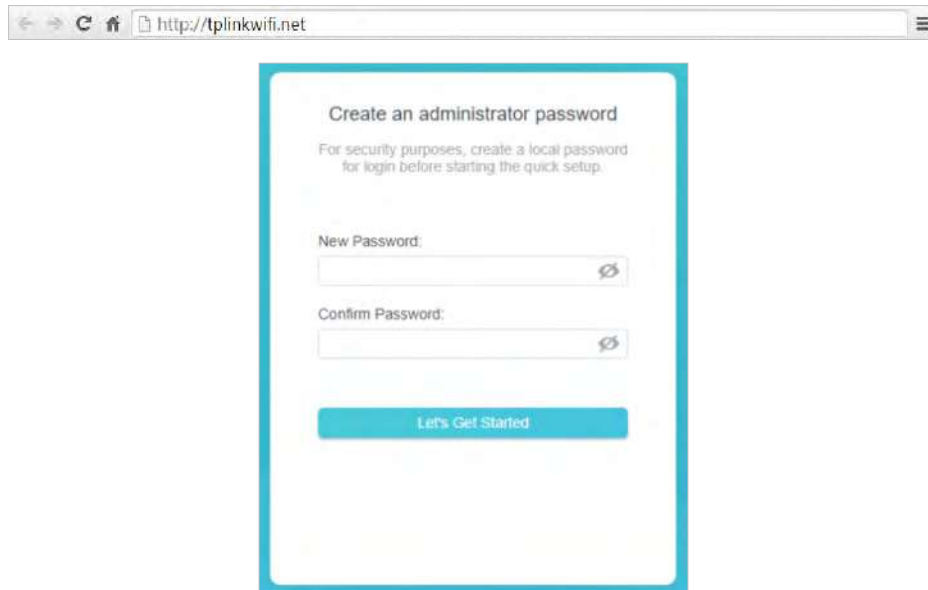 http://tplinkwifi.net
Create an administrator password
For security purposes, create a local password
for login before starting the quick setup.
New Password:
Confirm Password:
Let's Get Started